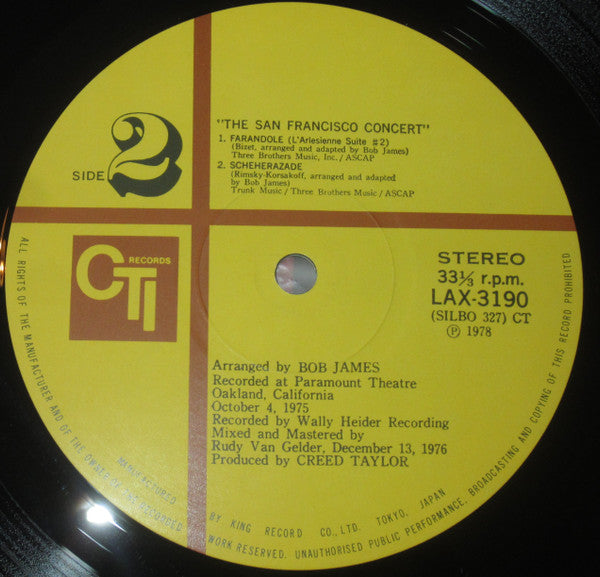 "THE SAN FRANCISCO CONCERT"
1. FARANDOLE (L'Arlesienne Suite #2)
(Bizet, arranged and adapted by Bob James)
Three Brothers Music, Inc./ASCAP
2. SCHEHERAZADE
(Rimsky-Korsakoff, arranged and adapted
by Bob James)
Trunk Music/Three Brothers Music/ASCAP
SIDE 2
CTI RECORDS
STEREO
33⅓ r.p.m.
LAX-3190
(SILBO 327) CT
Ⓟ 1978
Arranged by BOB JAMES
Recorded at Paramount Theatre
Oakland, California
October 4, 1975
Recorded by Wally Heider Recording
Mixed and Mastered by
Rudy Van Gelder, December 13, 1976
Produced by CREED TAYLOR
MANUFACTURED BY KING RECORD CO., LTD. TOKYO, JAPAN
ALL RIGHTS OF THE MANUFACTURER AND OF THE OWNER OF THE RECORDED WORK RESERVED. UNAUTHORISED PUBLIC PERFORMANCE, BROADCASTING AND COPYING OF THIS RECORD PROHIBITED